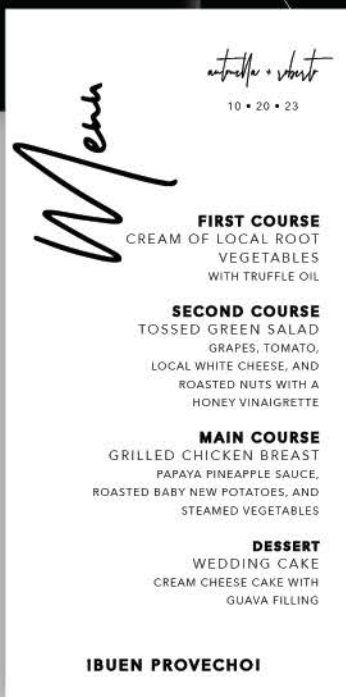 Menu
antonella + roberto
10 • 20 • 23
FIRST COURSE
CREAM OF LOCAL ROOT
VEGETABLES
WITH TRUFFLE OIL
SECOND COURSE
TOSSED GREEN SALAD
GRAPES, TOMATO,
LOCAL WHITE CHEESE, AND
ROASTED NUTS WITH A
HONEY VINAIGRETTE
MAIN COURSE
GRILLED CHICKEN BREAST
PAPAYA PINEAPPLE SAUCE,
ROASTED BABY NEW POTATOES, AND
STEAMED VEGETABLES
DESSERT
WEDDING CAKE
CREAM CHEESE CAKE WITH
GUAVA FILLING
¡BUEN PROVECHO!